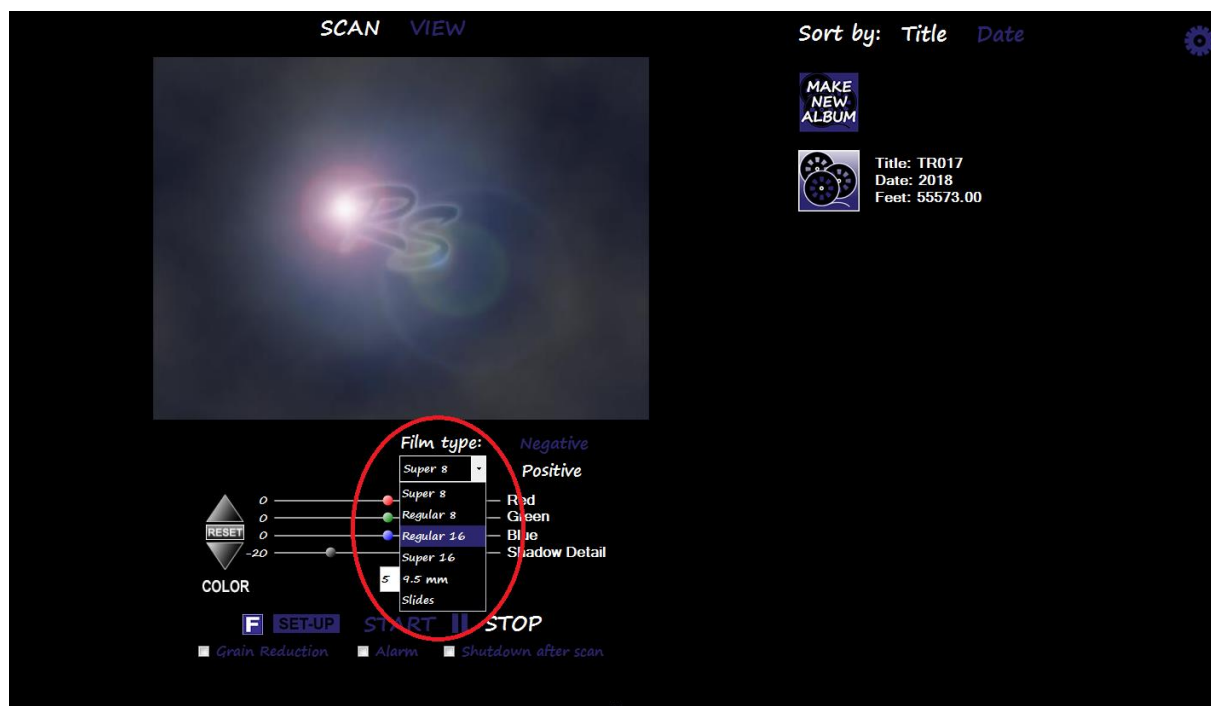 SCAN VIEW
Sort by: Title Date
MAKE
NEW
ALBUM
Title: TR017
Date: 2018
Feet: 55573.00
RS
Film type: Negative
Super 8 Positive
Super 8
Regular 8
Regular 16
Super 16
9.5 mm
Slides
0 Red
0 Green
RESET 0 Blue
-20 Shadow Detail
COLOR
5
F SET-UP START STOP
Grain Reduction Alarm Shutdown after scan